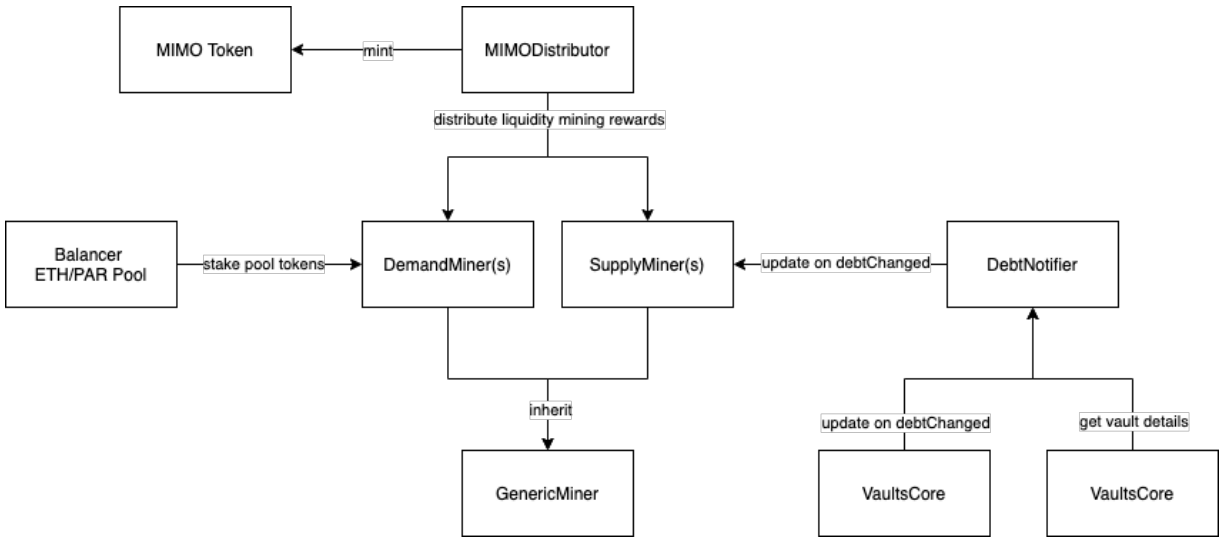 MIMO Token
mint
MIMODistributor
distribute liquidity mining rewards
Balancer
ETH/PAR Pool
stake pool tokens
DemandMiner(s)
SupplyMiner(s)
update on debtChanged
DebtNotifier
inherit
update on debtChanged
get vault details
GenericMiner
VaultsCore
VaultsCore